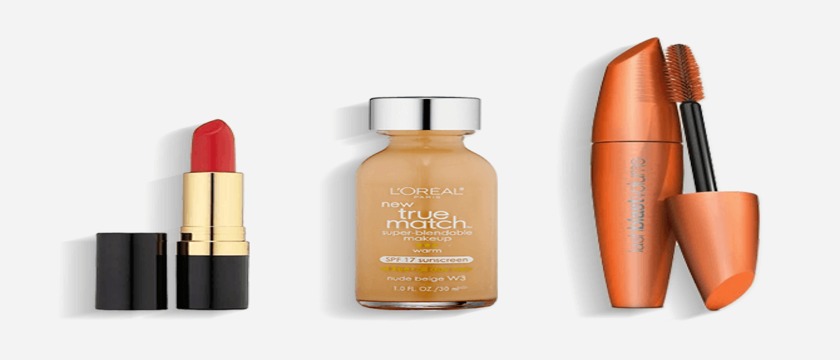 L'ORÉAL
PARIS
new
true
match
super-blendable
makeup
warm
SPF 17 sunscreen
nude beige W3
1.0 FL. OZ./30 ml